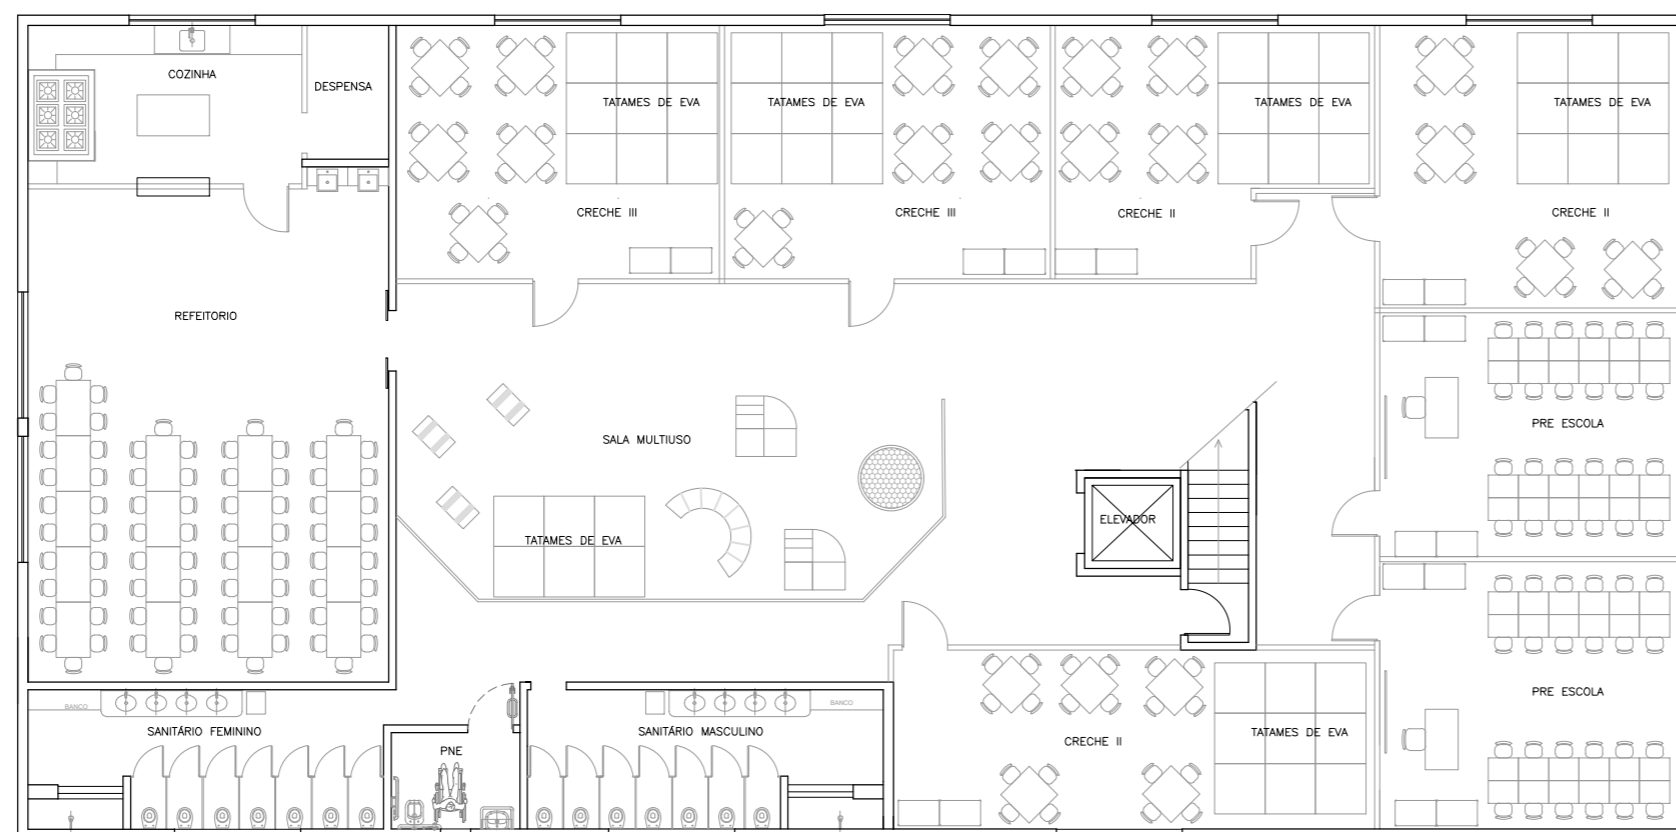 COZINHA
DESPENSA
TATAMES DE EVA
TATAMES DE EVA
TATAMES DE EVA
TATAMES DE EVA
CRECHE III
CRECHE III
CRECHE II
CRECHE II
REFEITORIO
SALA MULTIUSO
PRE ESCOLA
ELEVADOR
TATAMES DE EVA
PRE ESCOLA
BANCO
BANCO
SANITÁRIO FEMININO
SANITÁRIO MASCULINO
TATAMES DE EVA
CRECHE II
PNE